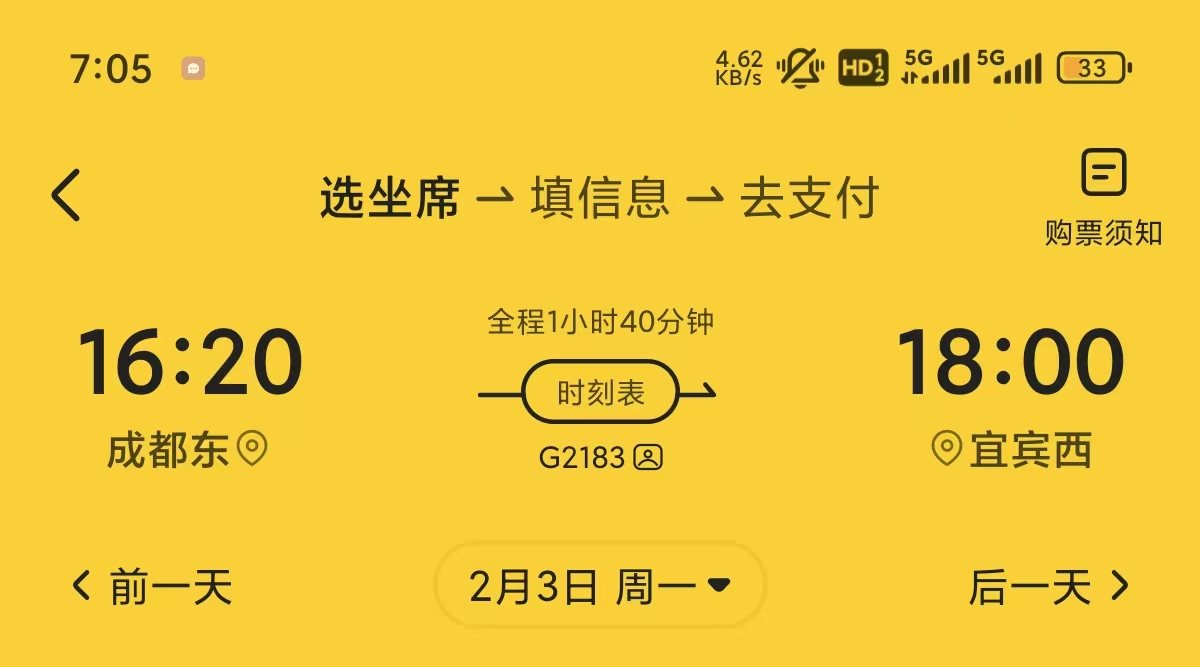 7:05 4.62 KB/s HD 1 2 5G 5G 33
选坐席 填信息 去支付
购票须知
全程1小时40分钟
16:20 时刻表 18:00
成都东 G2183 宜宾西
前一天 2月3日 周一 后一天